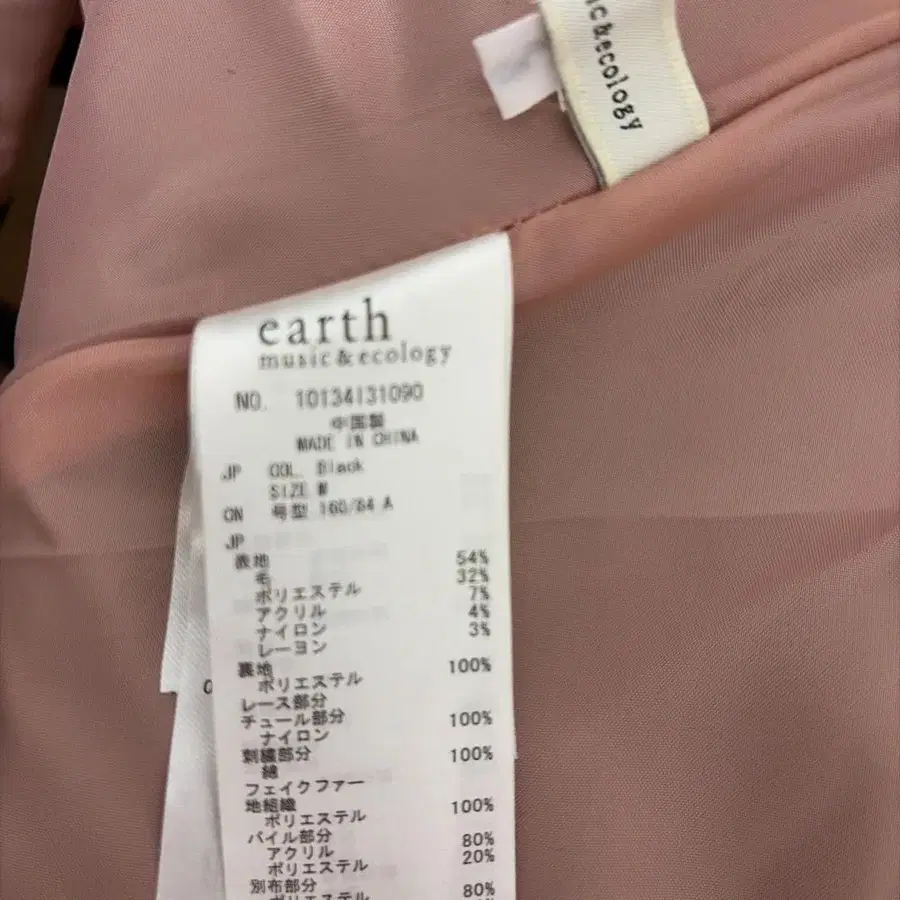 c&ecology
earth
music&ecology
NO. 10134131090
中国製
MADE IN CHINA
JP COL. Black
SIZE M
CN 号型 160/84 A
JP
表地
毛 54%
ポリエステル 32%
アクリル 7%
ナイロン 4%
レーヨン 3%
裏地
ポリエステル 100%
レース部分
チュール部分
ナイロン 100%
刺繍部分
綿 100%
フェイクファー
地組織
ポリエステル 100%
パイル部分
アクリル 80%
ポリエステル 20%
別布部分
ポリエステル 80%